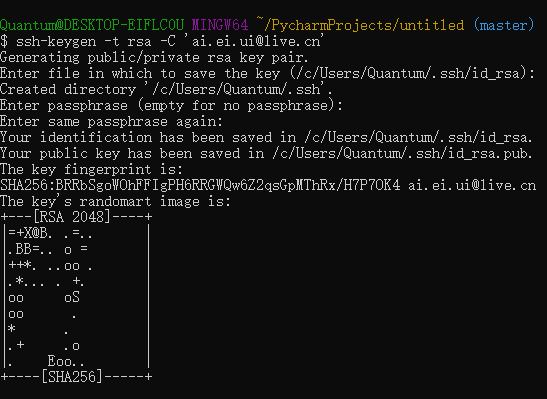 Quantum@DESKTOP-EIFLCOU MINGW64 ~/PycharmProjects/untitled (master)
$ ssh-keygen -t rsa -C 'ai.ei.ui@live.cn'
Generating public/private rsa key pair.
Enter file in which to save the key (/c/Users/Quantum/.ssh/id_rsa):
Created directory '/c/Users/Quantum/.ssh'.
Enter passphrase (empty for no passphrase):
Enter same passphrase again:
Your identification has been saved in /c/Users/Quantum/.ssh/id_rsa.
Your public key has been saved in /c/Users/Quantum/.ssh/id_rsa.pub.
The key fingerprint is:
SHA256:BRRbSgoWOhFFIgPH6RRGWQw6Z2qsGpMThRx/H7P7OK4 ai.ei.ui@live.cn
The key's randomart image is:
+---[RSA 2048]----+
|=+X@B. .=..      |
|.BB=.. o =       |
|++*. ..oo .      |
|.*... . +.       |
|oo     oS        |
|oo      .        |
|*      .         |
|.+     .o        |
|.    Eoo..       |
+----[SHA256]-----+